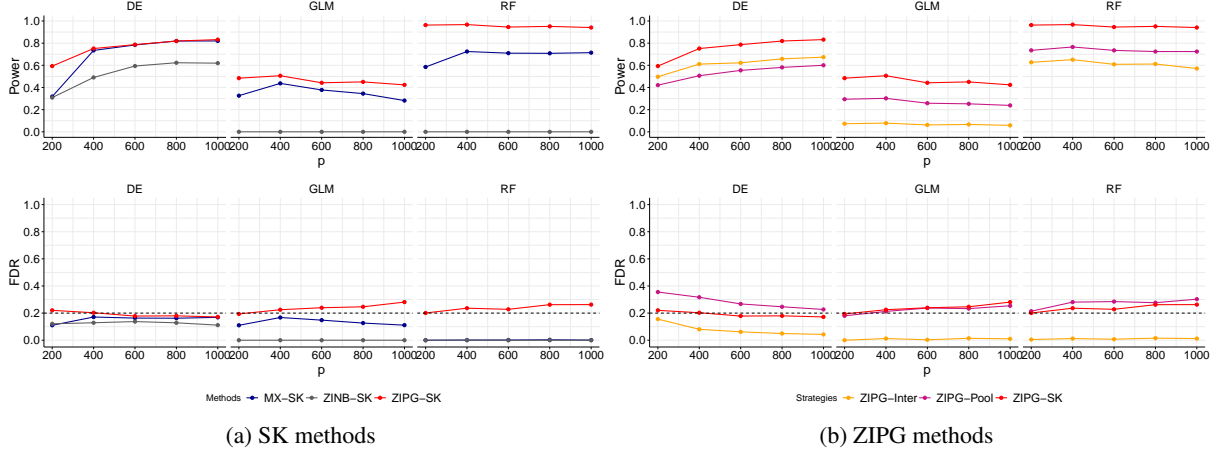 DE GLM RF
Power
1.0
0.8
0.6
0.4
0.2
0.0
200 400 600 800 1000 200 400 600 800 1000 200 400 600 800 1000
p
DE GLM RF
FDR
1.0
0.8
0.6
0.4
0.2
0.0
200 400 600 800 1000 200 400 600 800 1000 200 400 600 800 1000
p
Methods MX−SK ZINB−SK ZIPG−SK
(a) SK methods
DE GLM RF
Power
1.0
0.8
0.6
0.4
0.2
0.0
200 400 600 800 1000 200 400 600 800 1000 200 400 600 800 1000
p
DE GLM RF
FDR
1.0
0.8
0.6
0.4
0.2
0.0
200 400 600 800 1000 200 400 600 800 1000 200 400 600 800 1000
p
Strategies ZIPG−Inter ZIPG−Pool ZIPG−SK
(b) ZIPG methods